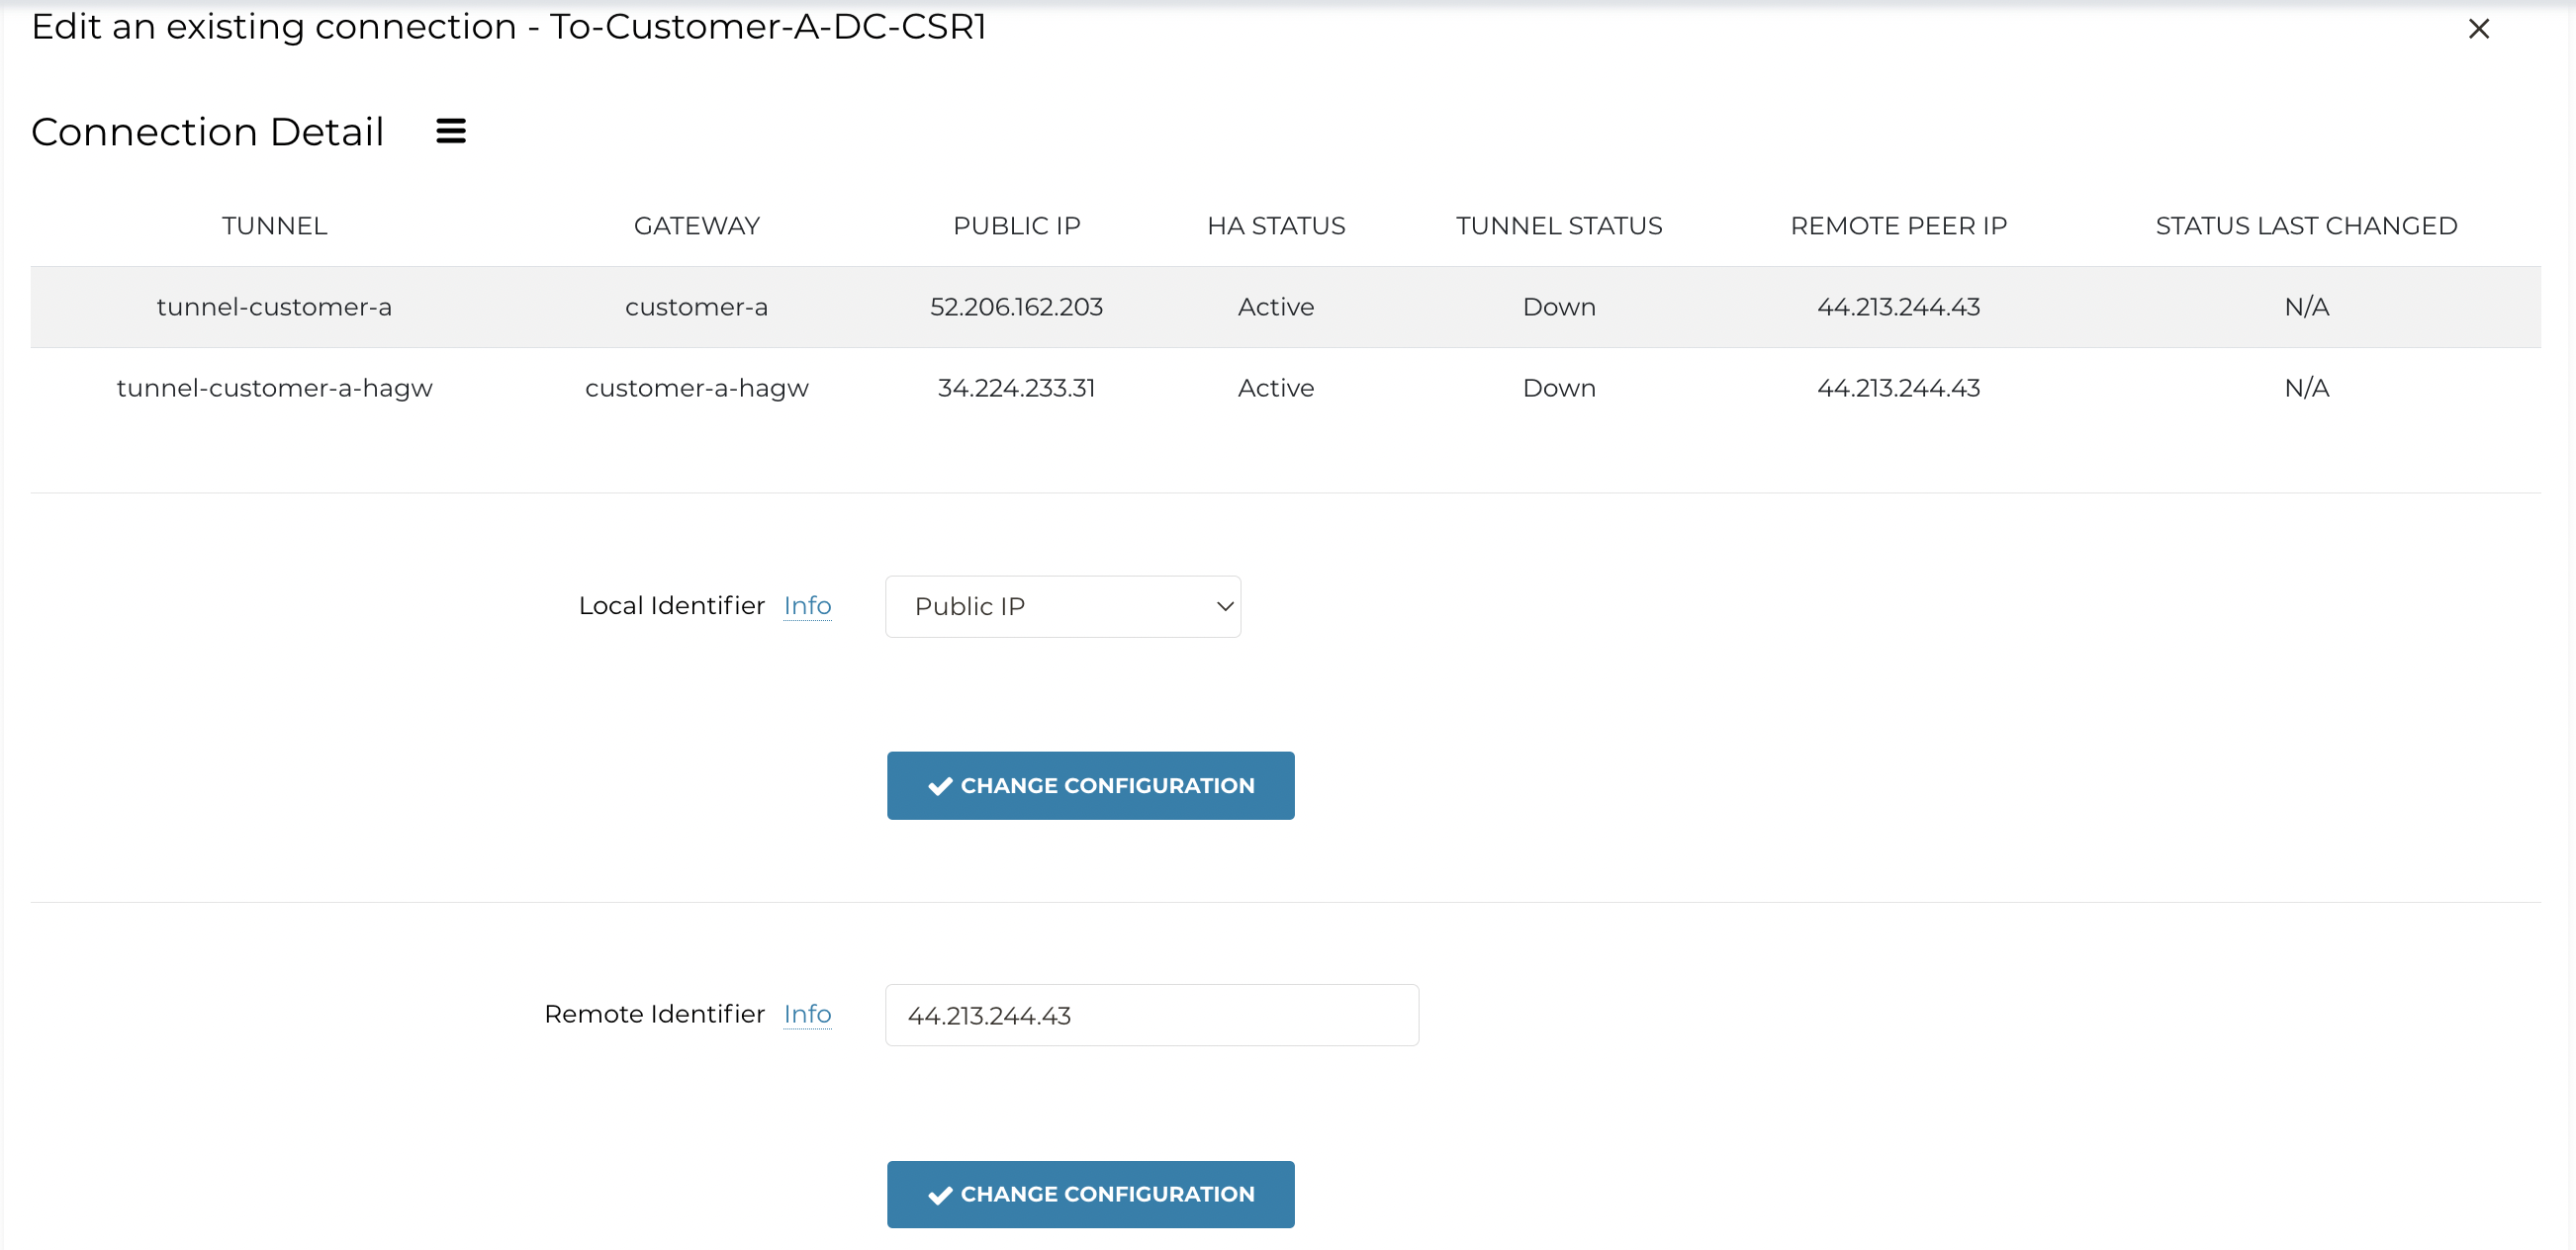 Edit an existing connection - To-Customer-A-DC-CSR1
Connection Detail
TUNNEL GATEWAY PUBLIC IP HA STATUS TUNNEL STATUS REMOTE PEER IP STATUS LAST CHANGED
tunnel-customer-a customer-a 52.206.162.203 Active Down 44.213.244.43 N/A
tunnel-customer-a-hagw customer-a-hagw 34.224.233.31 Active Down 44.213.244.43 N/A
Local Identifier Info Public IP
CHANGE CONFIGURATION
Remote Identifier Info 44.213.244.43
CHANGE CONFIGURATION